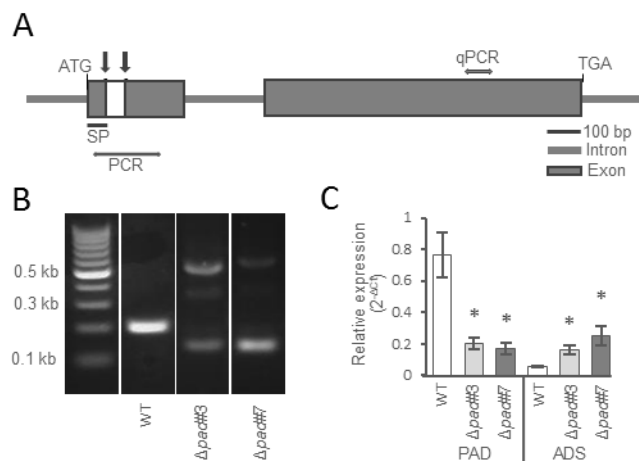 A
ATG
qPCR
TGA
SP
PCR
100 bp
Intron
Exon
B
0.5 kb
0.3 kb
0.1 kb
WT
Δpad#3
Δpad#7
C
Relative expression
(2-Δct)
1
0.8
0.6
0.4
0.2
0
* * * *
WT
Δpad#3
Δpad#7
WT
Δpad#3
Δpad#7
PAD ADS